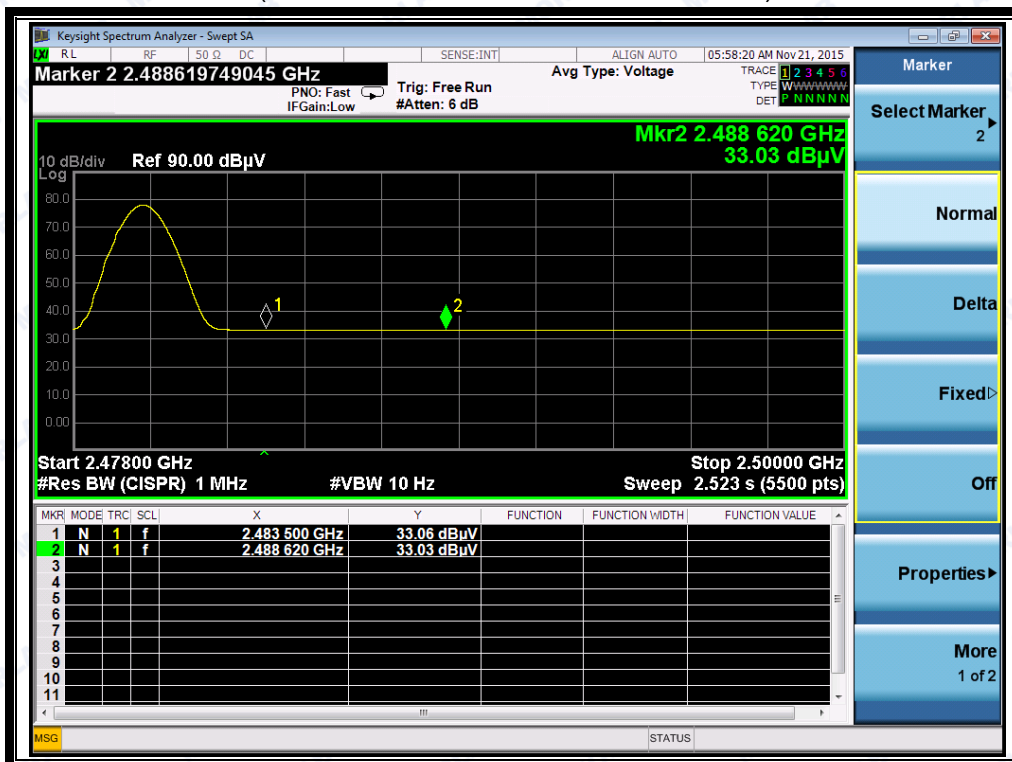 Keysight Spectrum Analyzer - Swept SA
LXI RL RF 50 Ω DC SENSE:INT ALIGN AUTO 05:58:20 AM Nov 21, 2015
Marker 2 2.488619749045 GHz Avg Type: Voltage TRACE 1 2 3 4 5 6
PNO: Fast Trig: Free Run TYPE WWWWWW
IFGain:Low #Atten: 6 dB DET P N N N N N
Mkr2 2.488 620 GHz
33.03 dBµV
10 dB/div Ref 90.00 dBµV
Log
80.0
70.0
60.0
50.0
40.0
30.0
20.0
10.0
0.00
1
2
Start 2.47800 GHz Stop 2.50000 GHz
#Res BW (CISPR) 1 MHz #VBW 10 Hz Sweep 2.523 s (5500 pts)
MKR MODE TRC SCL X Y FUNCTION FUNCTION WIDTH FUNCTION VALUE
1 N 1 f 2.483 500 GHz 33.06 dBµV
2 N 1 f 2.488 620 GHz 33.03 dBµV
3
4
5
6
7
8
9
10
11
MSG STATUS
Marker
Select Marker
2
Normal
Delta
Fixed
Off
Properties
More
1 of 2